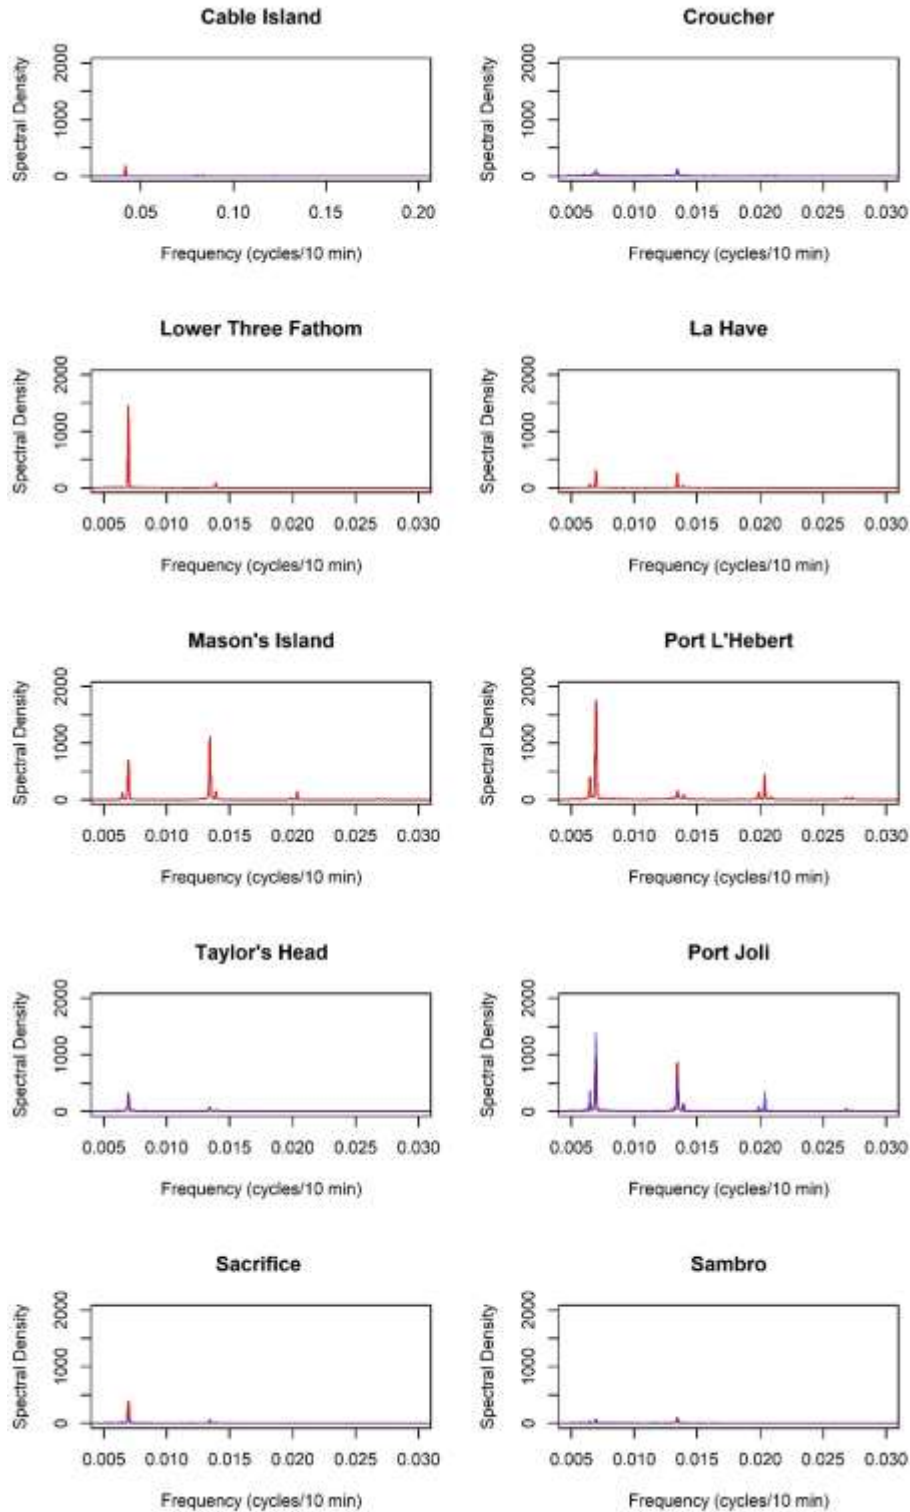 Cable Island
Spectral Density
2000
1000
0
0.05 0.10 0.15 0.20
Frequency (cycles/10 min)
Croucher
Spectral Density
2000
1000
0
0.005 0.010 0.015 0.020 0.025 0.030
Frequency (cycles/10 min)
Lower Three Fathom
Spectral Density
2000
1000
0
0.005 0.010 0.015 0.020 0.025 0.030
Frequency (cycles/10 min)
La Have
Spectral Density
2000
1000
0
0.005 0.010 0.015 0.020 0.025 0.030
Frequency (cycles/10 min)
Mason's Island
Spectral Density
2000
1000
0
0.005 0.010 0.015 0.020 0.025 0.030
Frequency (cycles/10 min)
Port L'Hebert
Spectral Density
2000
1000
0
0.005 0.010 0.015 0.020 0.025 0.030
Frequency (cycles/10 min)
Taylor's Head
Spectral Density
2000
1000
0
0.005 0.010 0.015 0.020 0.025 0.030
Frequency (cycles/10 min)
Port Joli
Spectral Density
2000
1000
0
0.005 0.010 0.015 0.020 0.025 0.030
Frequency (cycles/10 min)
Sacrifice
Spectral Density
2000
1000
0
0.005 0.010 0.015 0.020 0.025 0.030
Frequency (cycles/10 min)
Sambro
Spectral Density
2000
1000
0
0.005 0.010 0.015 0.020 0.025 0.030
Frequency (cycles/10 min)